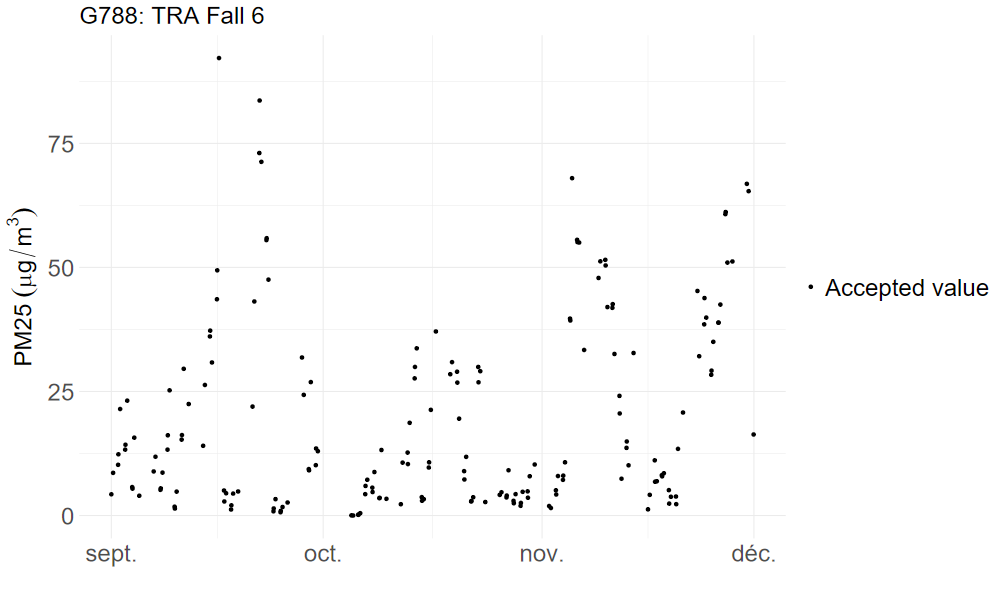 G788: TRA Fall 6
PM25 (μg/m³)
75
50
25
0
sept.
oct.
nov.
déc.
Accepted value